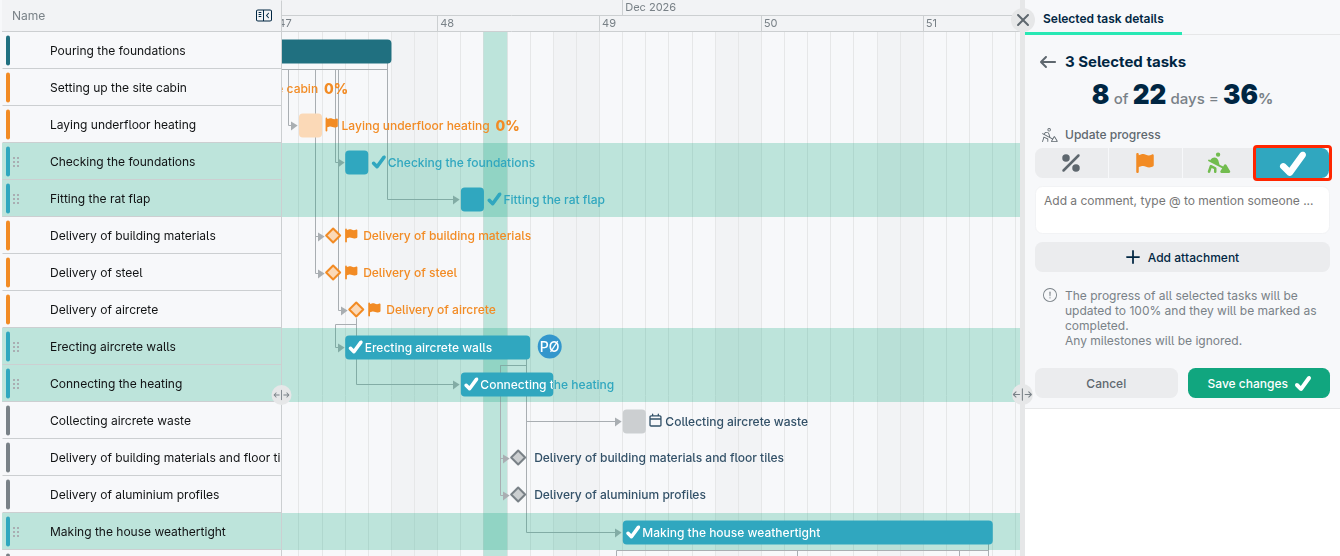 Name
Dec 2026
47
48
49
50
51
Pouring the foundations
Setting up the site cabin
cabin 0%
Laying underfloor heating
Laying underfloor heating 0%
Checking the foundations
Checking the foundations
Fitting the rat flap
Fitting the rat flap
Delivery of building materials
Delivery of building materials
Delivery of steel
Delivery of steel
Delivery of aircrete
Delivery of aircrete
Erecting aircrete walls
Erecting aircrete walls
PØ
Connecting the heating
Connecting the heating
Collecting aircrete waste
Collecting aircrete waste
Delivery of building materials and floor ti
Delivery of building materials and floor tiles
Delivery of aluminium profiles
Delivery of aluminium profiles
Making the house weathertight
Making the house weathertight
Selected task details
3 Selected tasks
8 of 22 days = 36%
Update progress
Add a comment, type @ to mention someone ...
Add attachment
The progress of all selected tasks will be
updated to 100% and they will be marked as
completed.
Any milestones will be ignored.
Cancel
Save changes